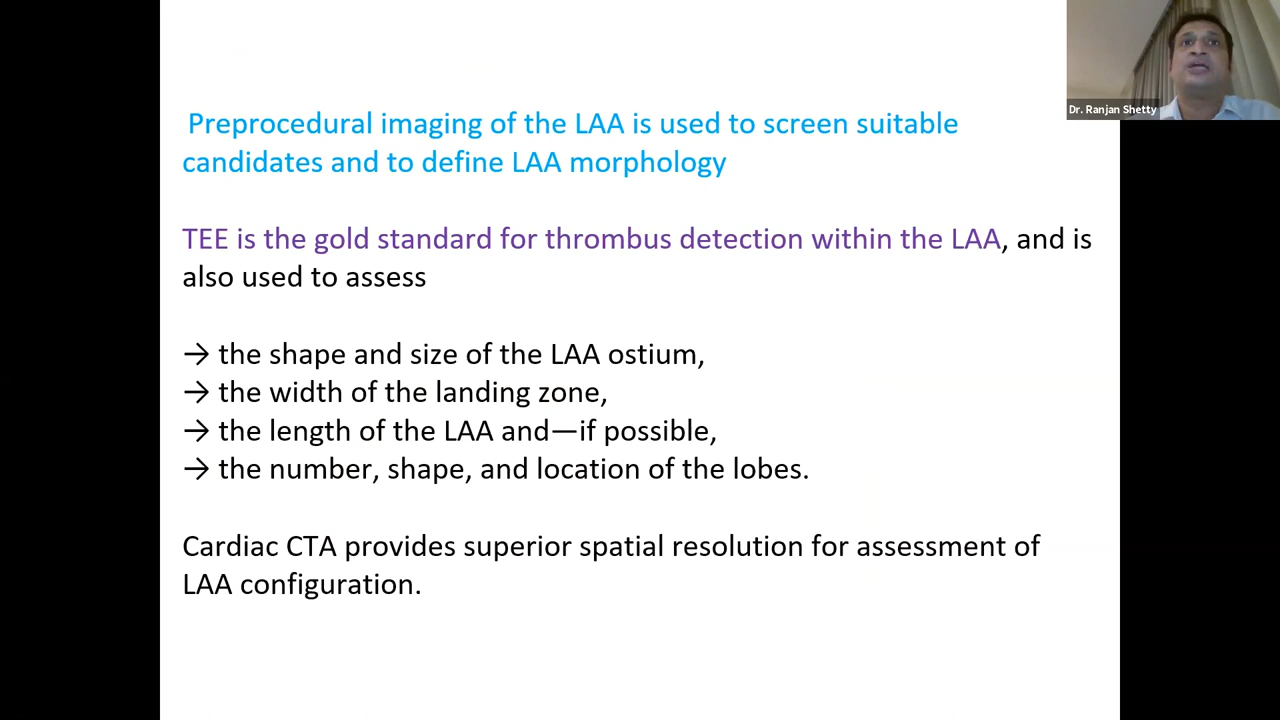 Preprocedural imaging of the LAA is used to screen suitable
candidates and to define LAA morphology
TEE is the gold standard for thrombus detection within the LAA, and is
also used to assess
→ the shape and size of the LAA ostium,
→ the width of the landing zone,
→ the length of the LAA and—if possible,
→ the number, shape, and location of the lobes.
Cardiac CTA provides superior spatial resolution for assessment of
LAA configuration.
Dr. Ranjan Shetty